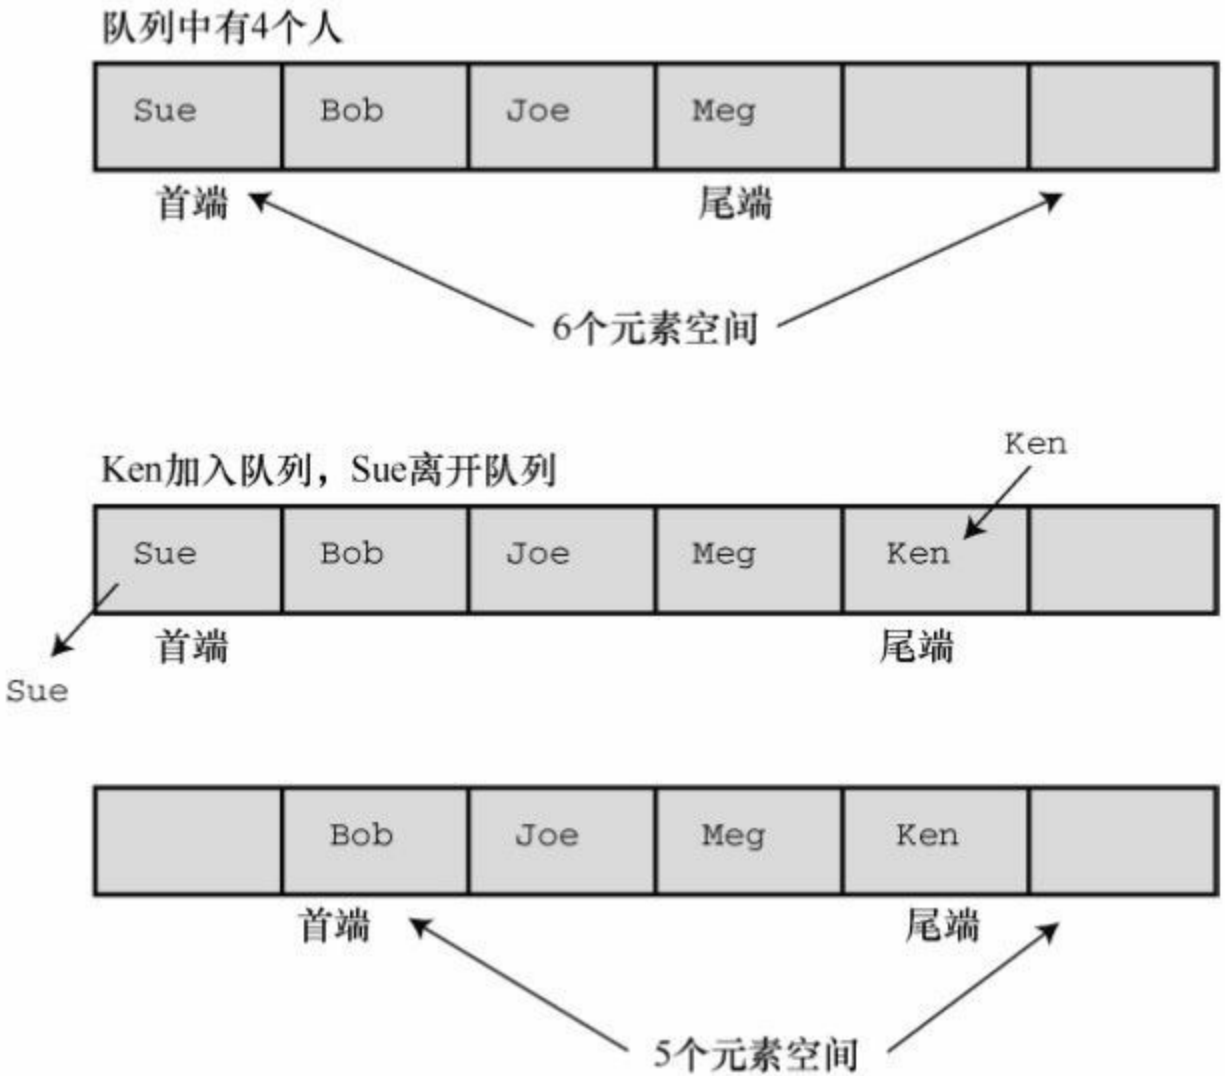 队列中有4个人
Sue Bob Joe Meg
首端 尾端
6个元素空间
Ken
Ken加入队列，Sue离开队列
Sue Bob Joe Meg Ken
首端 尾端
Sue
Bob Joe Meg Ken
首端 尾端
5个元素空间